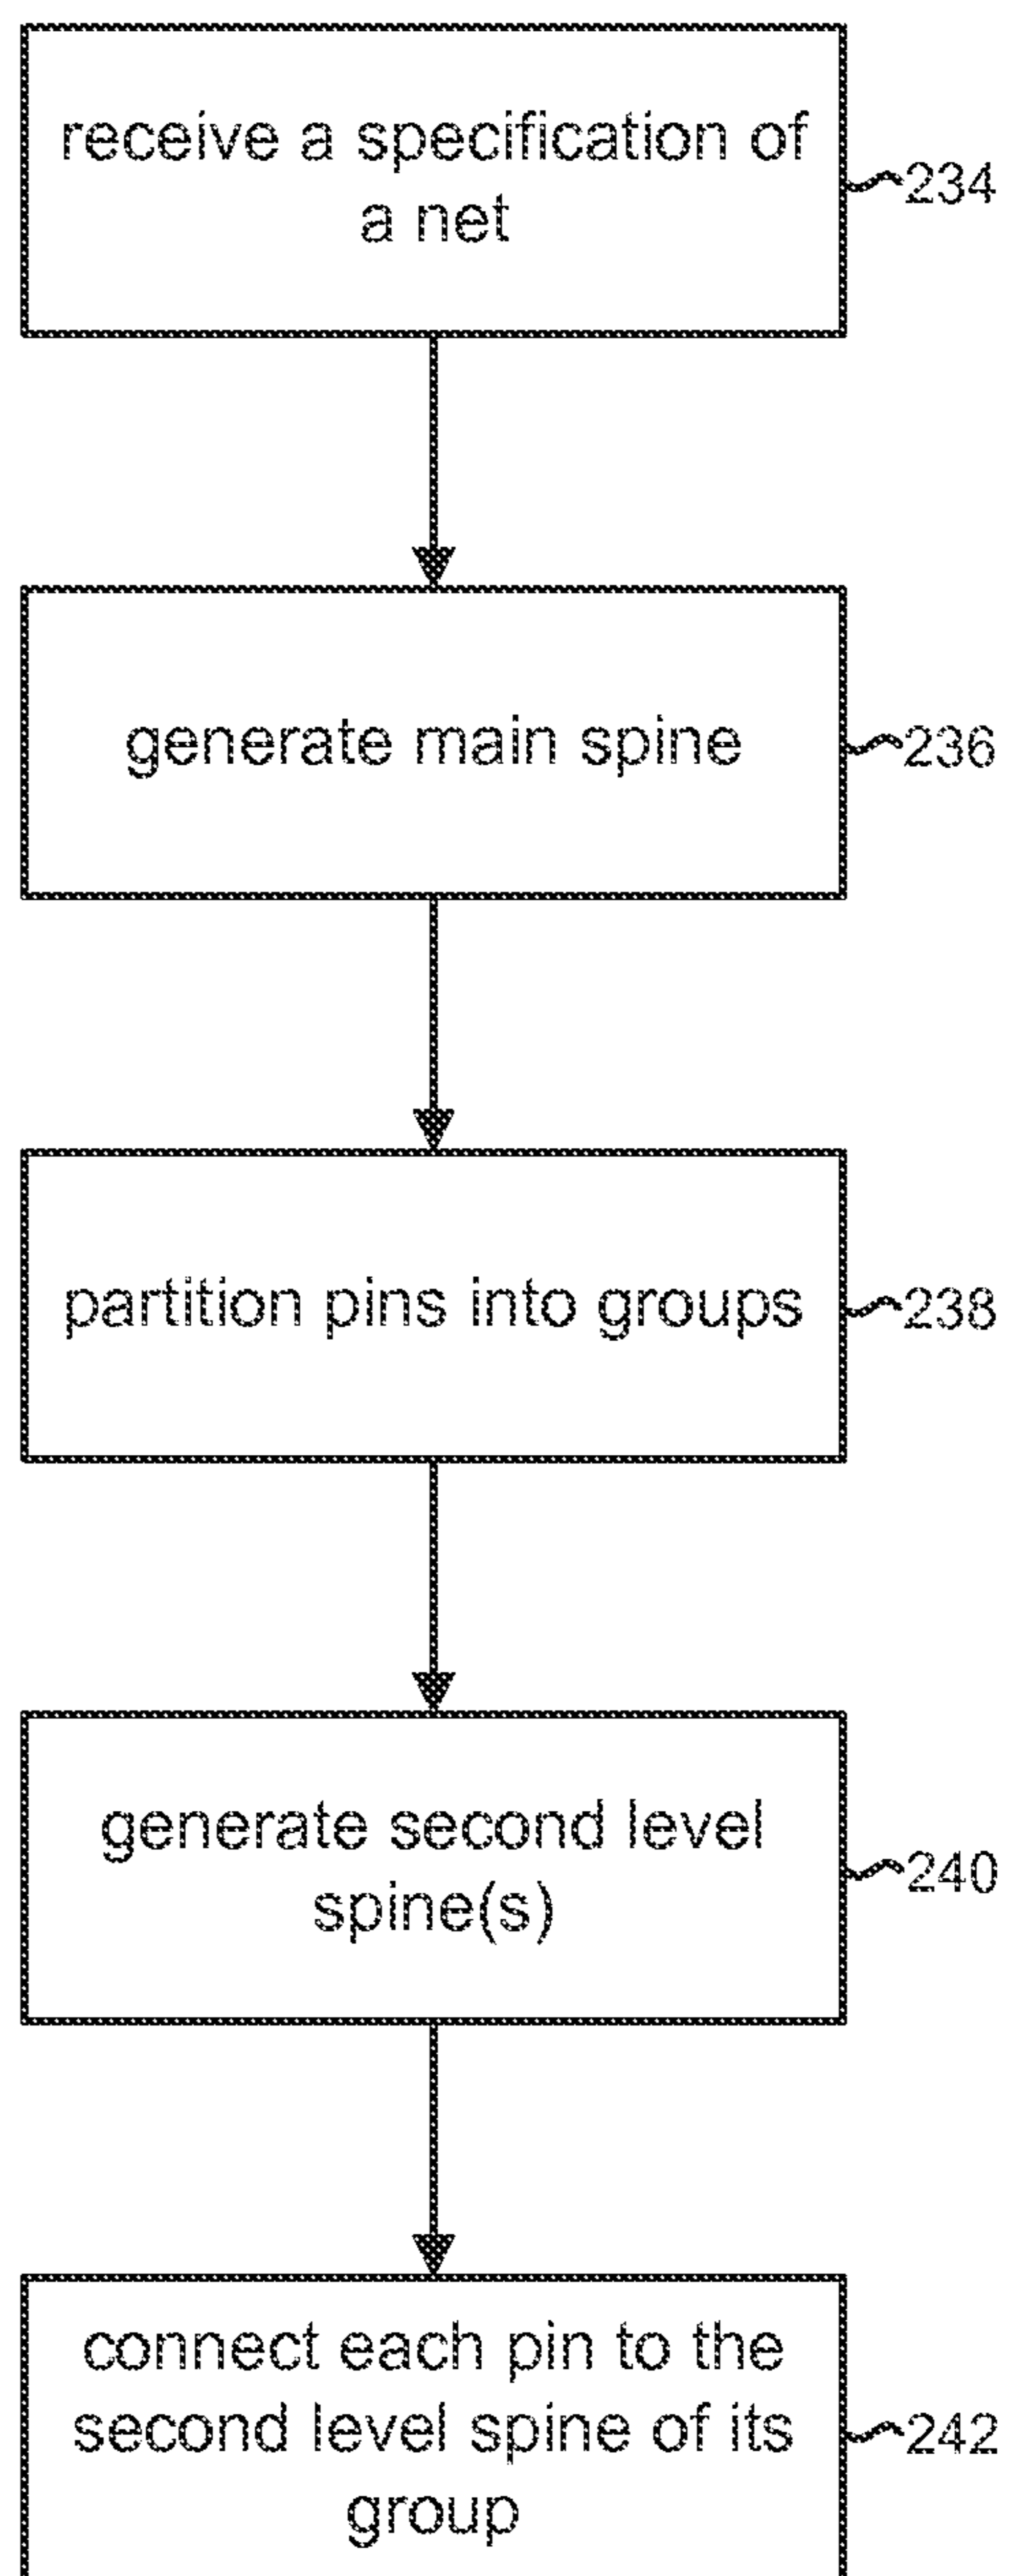 receive a specification of
a net
234
generate main spine
236
partition pins into groups
238
generate second level
spine(s)
240
connect each pin to the
second level spine of its
group
242